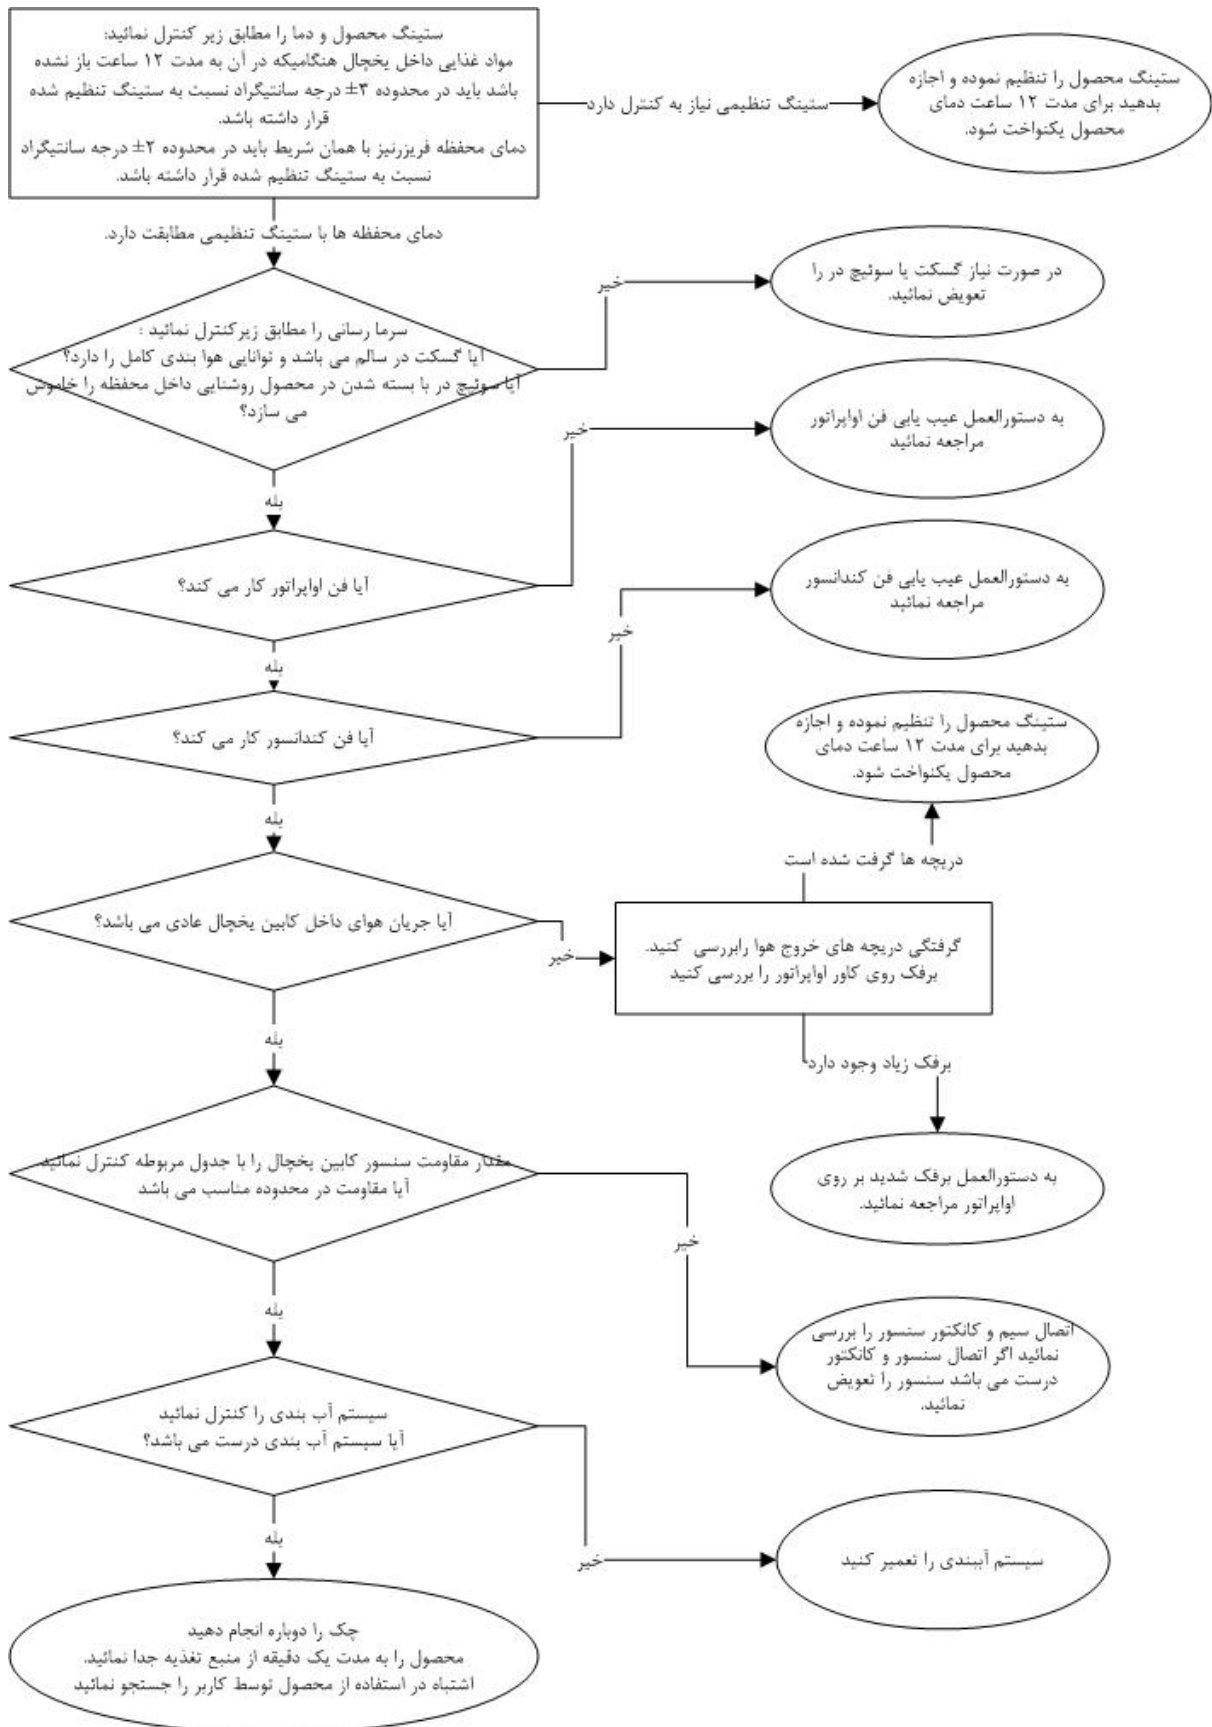 ستینگ محصول و دما را مطابق زیر کنترل نمائید:
مواد غذایی داخل یخچال هنگامیکه در آن به مدت ۱۲ ساعت باز نشده
باشد باید در محدوده ۳± درجه سانتیگراد نسبت به ستینگ تنظیم شده
قرار داشته باشد.
دمای محفظه فریزرنیز با همان شریط باید در محدوده ۲± درجه سانتیگراد
نسبت به ستینگ تنظیم شده قرار داشته باشد.
ستینگ تنظیمی نیاز به کنترل دارد
ستینگ محصول را تنظیم نموده و اجازه
بدهید برای مدت ۱۲ ساعت دمای
محصول یکنواخت شود.
دمای محفظه ها با ستینگ تنظیمی مطابقت دارد.
سرما رسانی را مطابق زیرکنترل نمائید :
آیا گسکت در سالم می باشد و توانایی هوا بندی کامل را دارد؟
آیا سوئیچ در با بسته شدن در محصول روشنایی داخل محفظه را خاموش
می سازد؟
خیر
در صورت نیاز گسکت یا سوئیچ در را
تعویض نمائید.
بله
آیا فن اواپراتور کار می کند؟
خیر
به دستورالعمل عیب یابی فن اواپراتور
مراجعه نمائید
بله
آیا فن کندانسور کار می کند؟
خیر
به دستورالعمل عیب یابی فن کندانسور
مراجعه نمائید
بله
آیا جریان هوای داخل کابین یخچال عادی می باشد؟
خیر
گرفتگی دریچه های خروج هوا رابررسی کنید.
برفک روی کاور اواپراتور را بررسی کنید
دریچه ها گرفت شده است
ستینگ محصول را تنظیم نموده و اجازه
بدهید برای مدت ۱۲ ساعت دمای
محصول یکنواخت شود.
برفک زیاد وجود دارد
به دستورالعمل برفک شدید بر روی
اواپراتور مراجعه نمائید.
بله
مقدار مقاومت سنسور کابین یخچال را با جدول مربوطه کنترل نمائید
آیا مقاومت در محدوده مناسب می باشد
خیر
اتصال سیم و کانکتور سنسور را بررسی
نمائید اگر اتصال سنسور و کانکتور
درست می باشد سنسور را تعویض
نمائید.
بله
سیستم آب بندی را کنترل نمائید
آیا سیستم آب بندی درست می باشد؟
خیر
سیستم آببندی را تعمیر کنید
بله
چک را دوباره انجام دهید
محصول را به مدت یک دقیقه از منبع تغذیه جدا نمائید.
اشتباه در استفاده از محصول توسط کاربر را جستجو نمائید